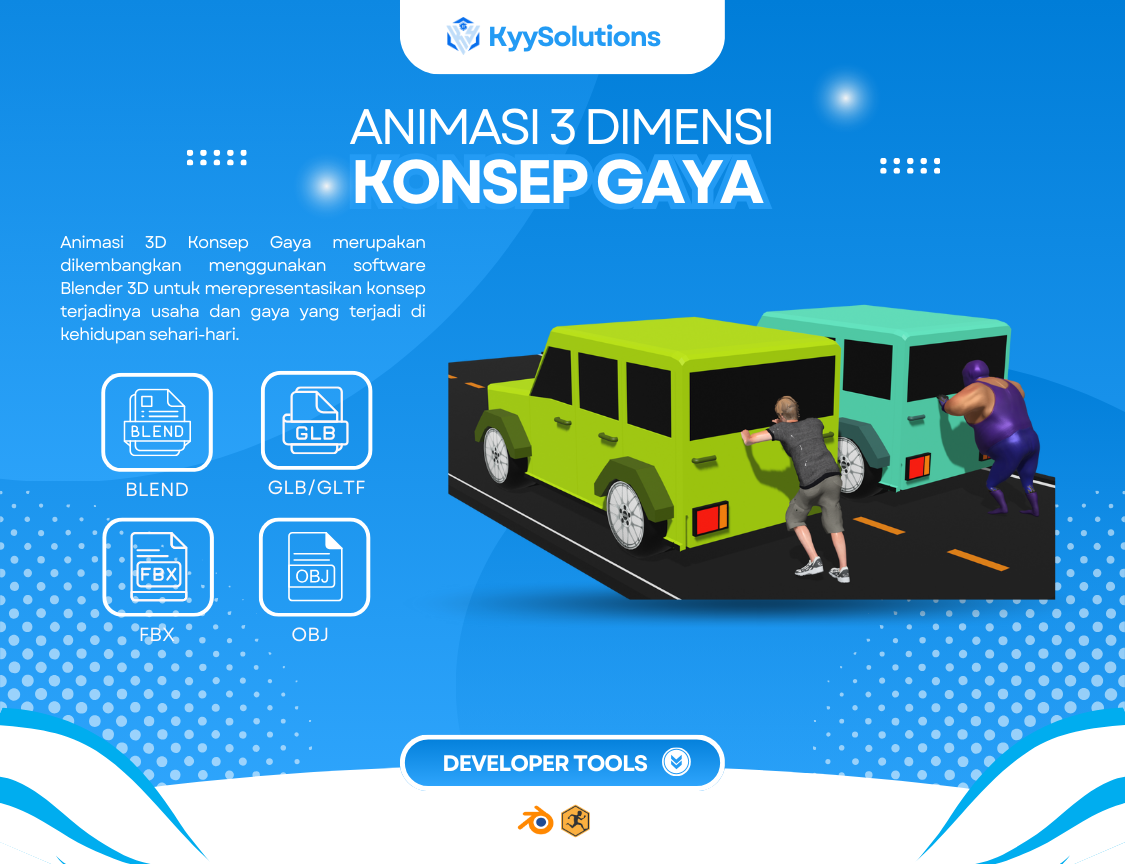 KyySolutions
ANIMASI 3 DIMENSI
KONSEP GAYA
Animasi 3D Konsep Gaya merupakan
dikembangkan menggunakan software
Blender 3D untuk merepresentasikan konsep
terjadinya usaha dan gaya yang terjadi di
kehidupan sehari-hari.
BLEND
GLB
BLEND
GLB/GLTF
FBX
OBJ
FBX
OBJ
DEVELOPER TOOLS